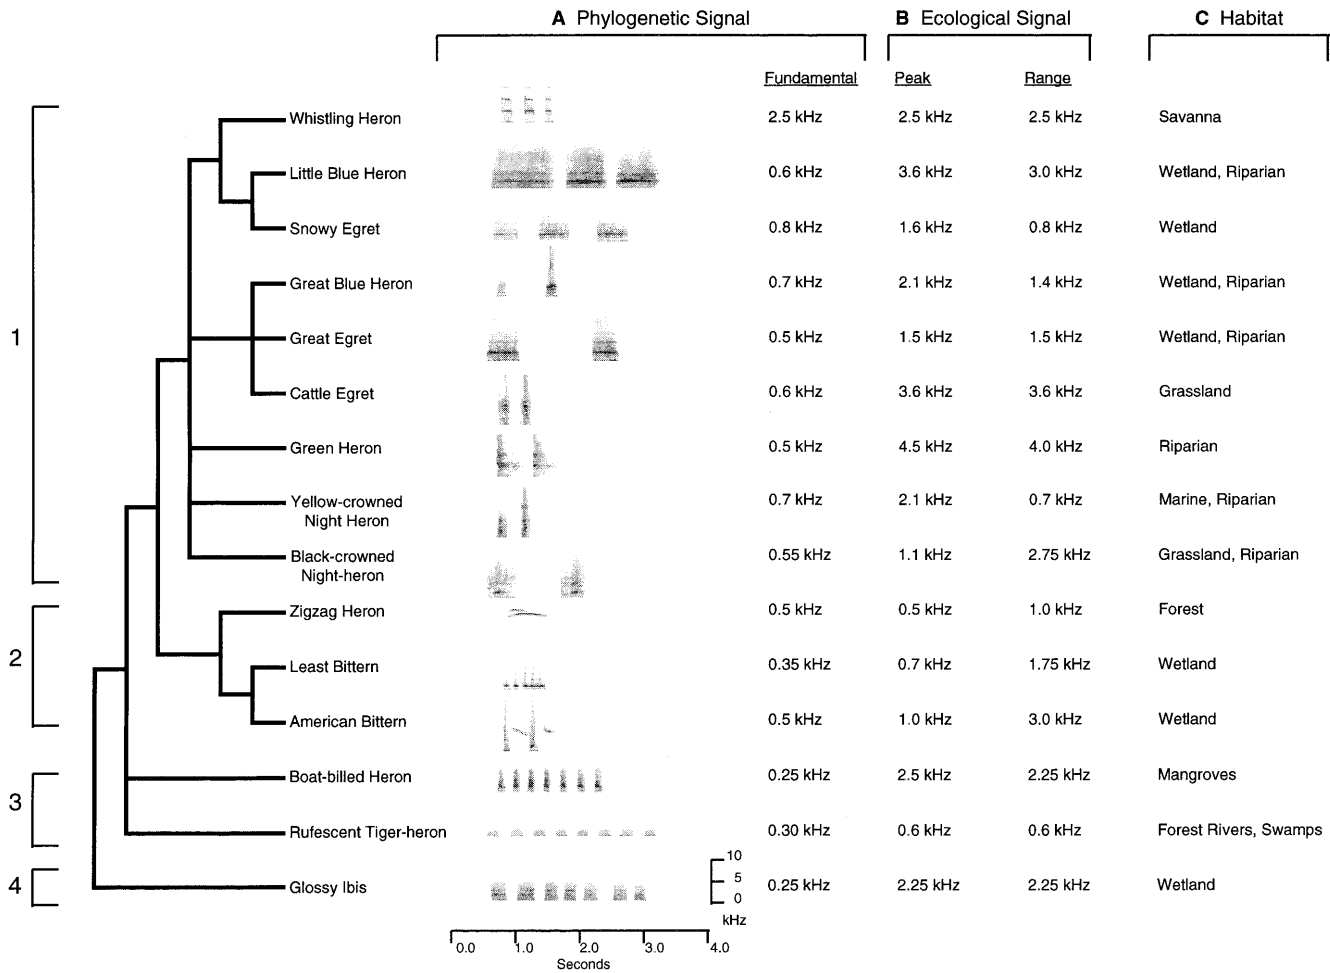 A Phylogenetic Signal B Ecological Signal C Habitat
Fundamental Peak Range
Whistling Heron 2.5 kHz 2.5 kHz 2.5 kHz Savanna
Little Blue Heron 0.6 kHz 3.6 kHz 3.0 kHz Wetland, Riparian
Snowy Egret 0.8 kHz 1.6 kHz 0.8 kHz Wetland
Great Blue Heron 0.7 kHz 2.1 kHz 1.4 kHz Wetland, Riparian
1 Great Egret 0.5 kHz 1.5 kHz 1.5 kHz Wetland, Riparian
Cattle Egret 0.6 kHz 3.6 kHz 3.6 kHz Grassland
Green Heron 0.5 kHz 4.5 kHz 4.0 kHz Riparian
Yellow-crowned 0.7 kHz 2.1 kHz 0.7 kHz Marine, Riparian
Night Heron
Black-crowned 0.55 kHz 1.1 kHz 2.75 kHz Grassland, Riparian
Night-heron
Zigzag Heron 0.5 kHz 0.5 kHz 1.0 kHz Forest
2 Least Bittern 0.35 kHz 0.7 kHz 1.75 kHz Wetland
American Bittern 0.5 kHz 1.0 kHz 3.0 kHz Wetland
Boat-billed Heron 0.25 kHz 2.5 kHz 2.25 kHz Mangroves
3
Rufescent Tiger-heron 0.30 kHz 0.6 kHz 0.6 kHz Forest Rivers, Swamps
10
4 Glossy Ibis 5 0.25 kHz 2.25 kHz 2.25 kHz Wetland
0
kHz
0.0 1.0 2.0 3.0 4.0
Seconds